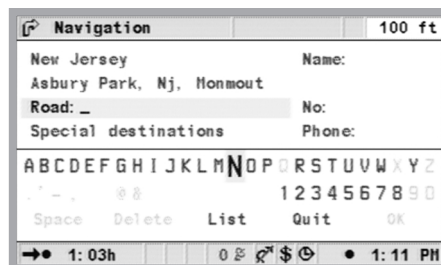 Navigation 100 ft
New Jersey Name:
Asbury Park, Nj, Monmout
Road: _ No:
Special destinations Phone:
ABCDEFGHIJKLMNOPQRSTUVWXYZ
.'-, @& 1234567890
Space Delete List Quit OK
1:03h 0 $ 1:11 PM